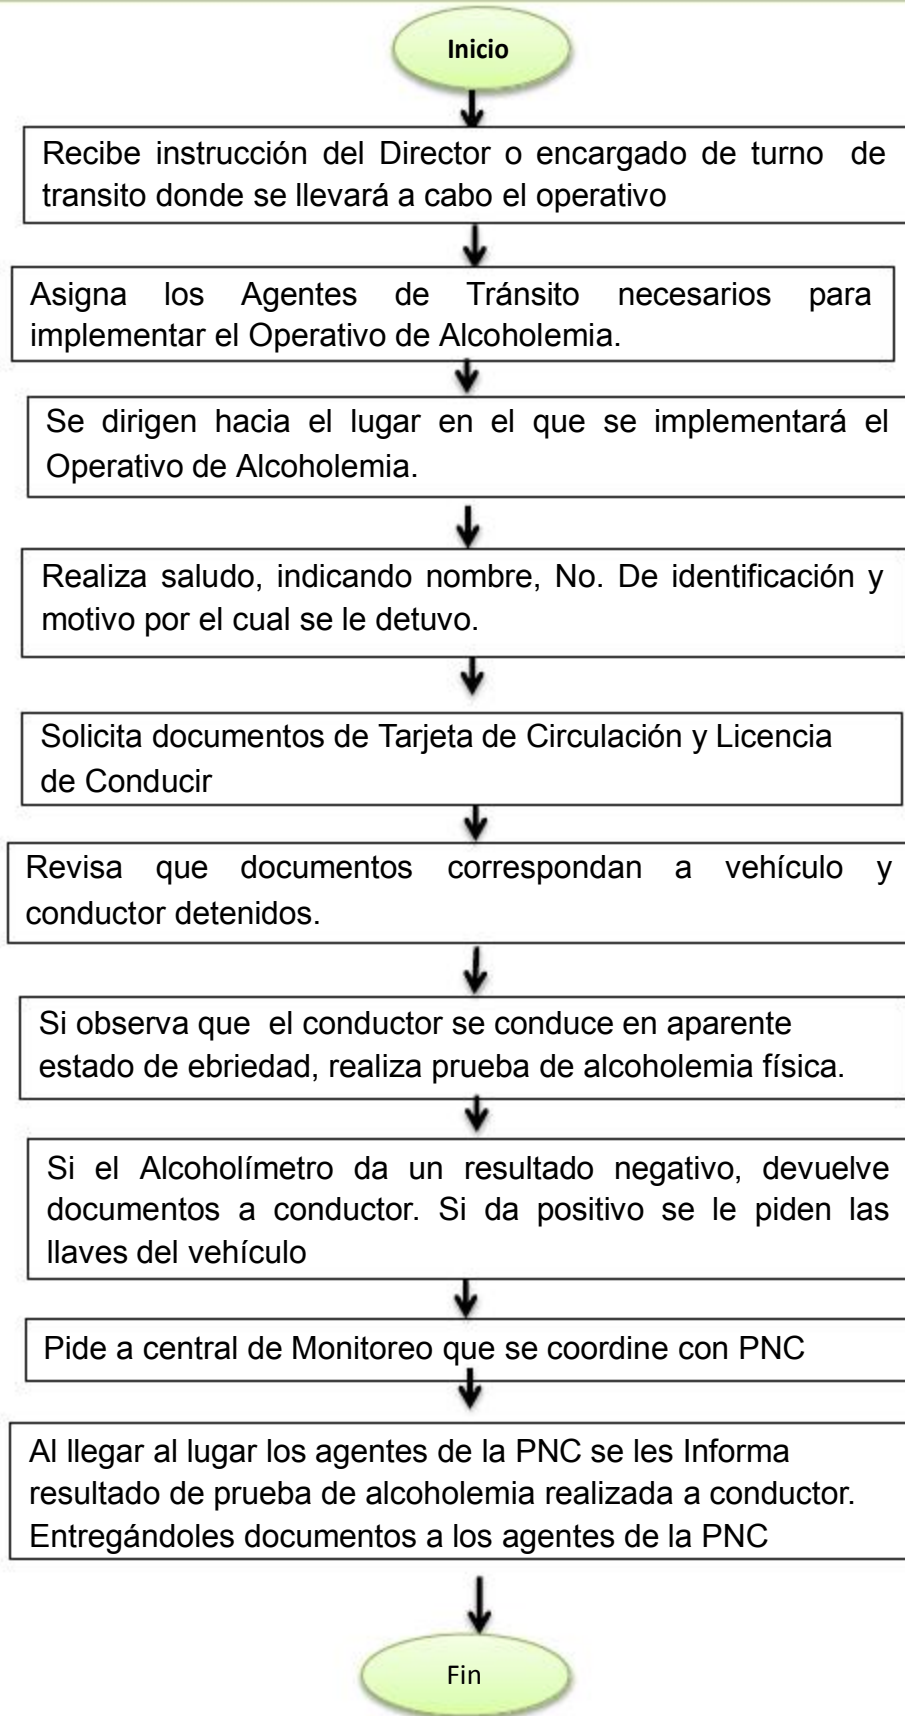 Inicio
Recibe instrucción del Director o encargado de turno de
transito donde se llevará a cabo el operativo
Asigna los Agentes de Tránsito necesarios para
implementar el Operativo de Alcoholemia.
Se dirigen hacia el lugar en el que se implementará el
Operativo de Alcoholemia.
Realiza saludo, indicando nombre, No. De identificación y
motivo por el cual se le detuvo.
Solicita documentos de Tarjeta de Circulación y Licencia
de Conducir
Revisa que documentos correspondan a vehículo y
conductor detenidos.
Si observa que el conductor se conduce en aparente
estado de ebriedad, realiza prueba de alcoholemia física.
Si el Alcoholímetro da un resultado negativo, devuelve
documentos a conductor. Si da positivo se le piden las
llaves del vehículo
Pide a central de Monitoreo que se coordine con PNC
Al llegar al lugar los agentes de la PNC se les Informa
resultado de prueba de alcoholemia realizada a conductor.
Entregándoles documentos a los agentes de la PNC
Fin